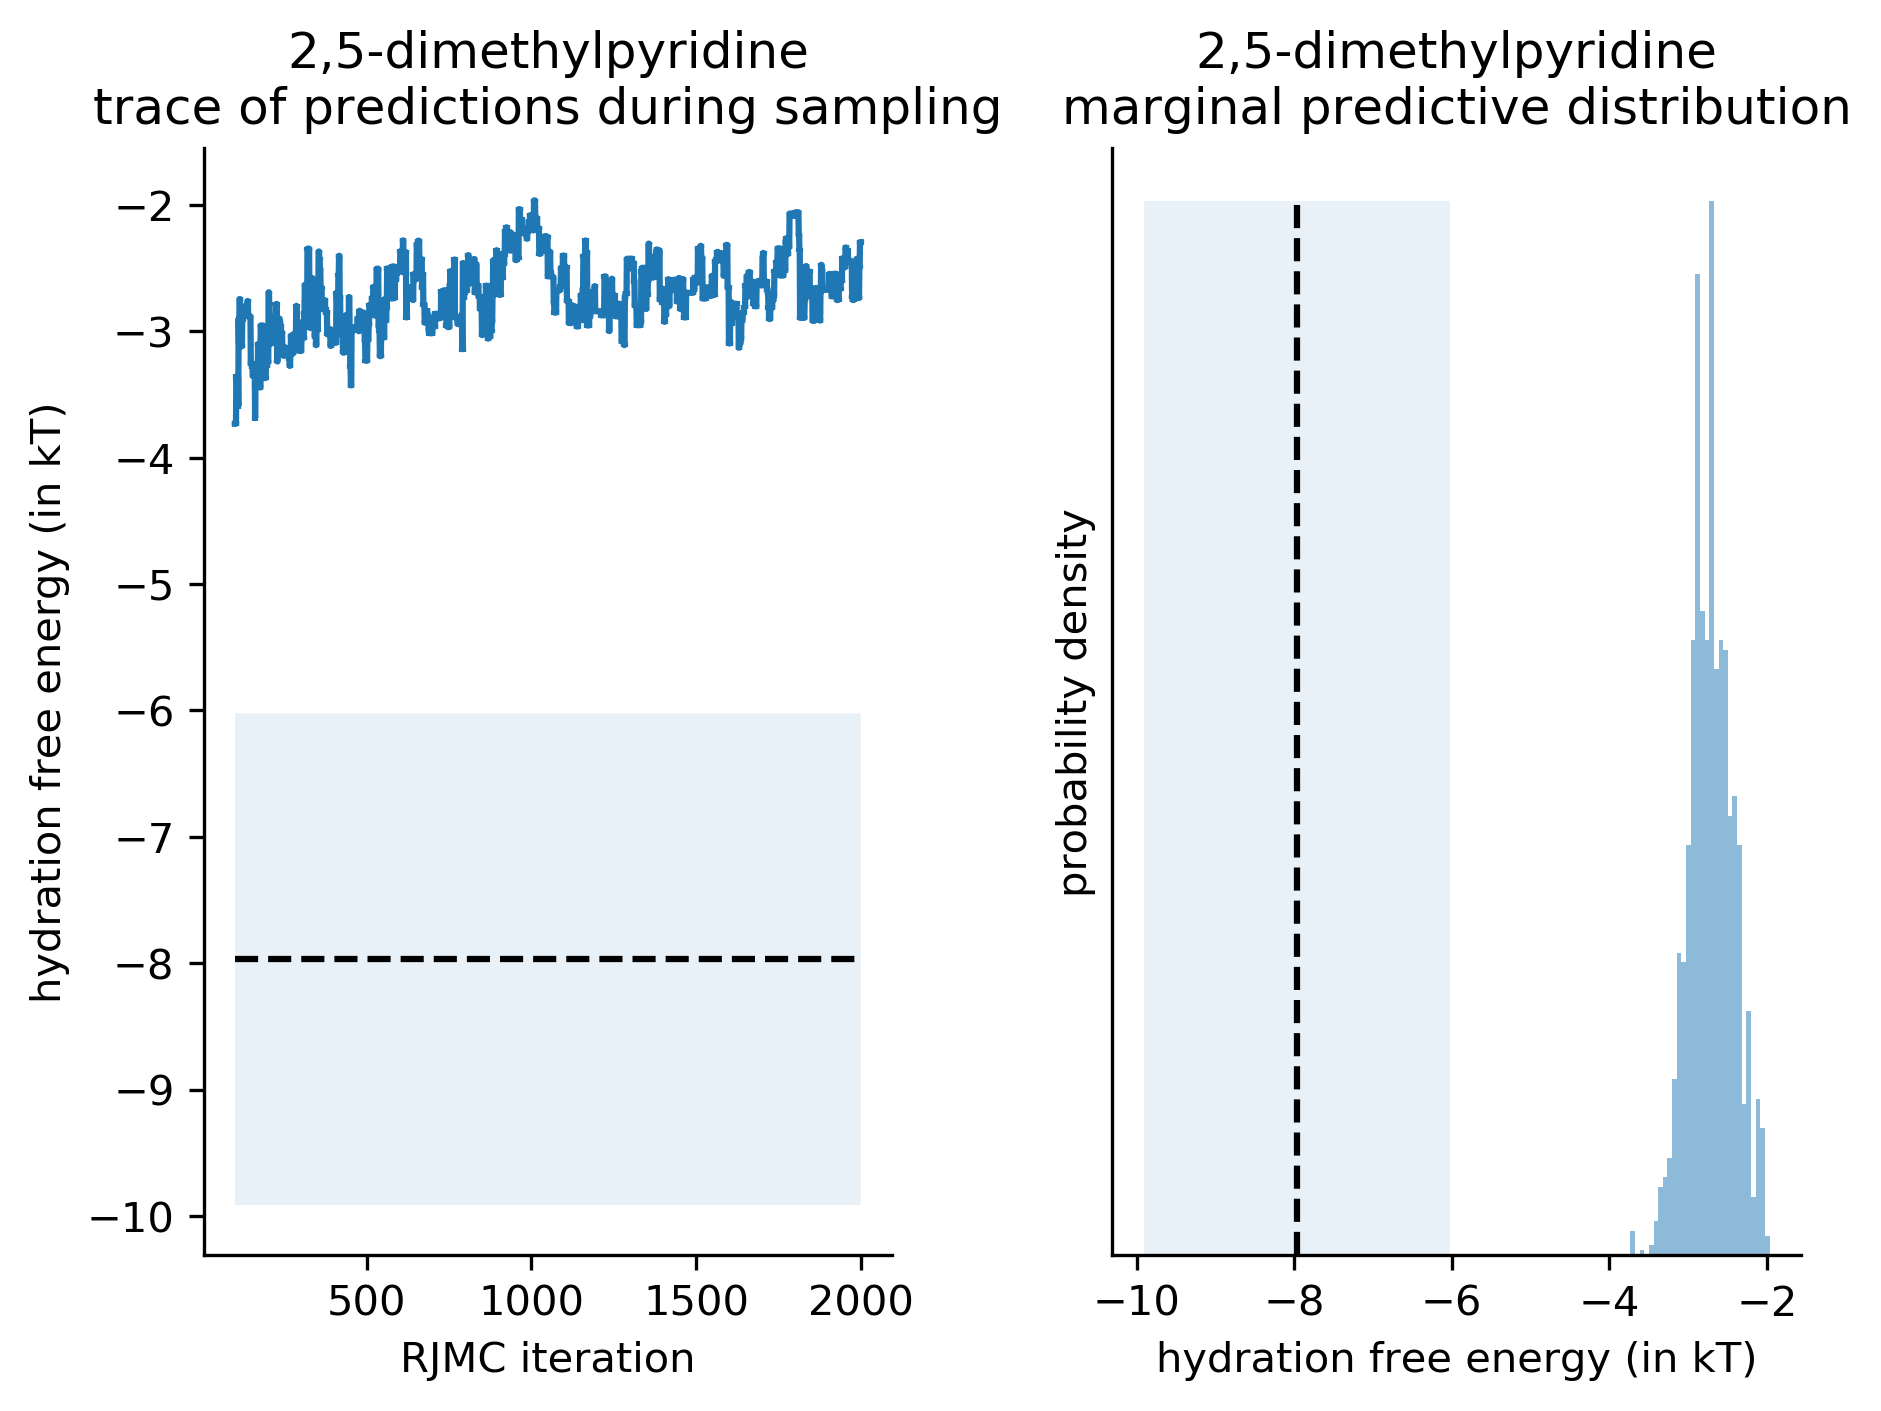 2,5-dimethylpyridine
trace of predictions during sampling
2,5-dimethylpyridine
marginal predictive distribution
hydration free energy (in kT)
−2
−3
−4
−5
−6
−7
−8
−9
−10
500
1000
1500
2000
RJMC iteration
probability density
−10
−8
−6
−4
−2
hydration free energy (in kT)